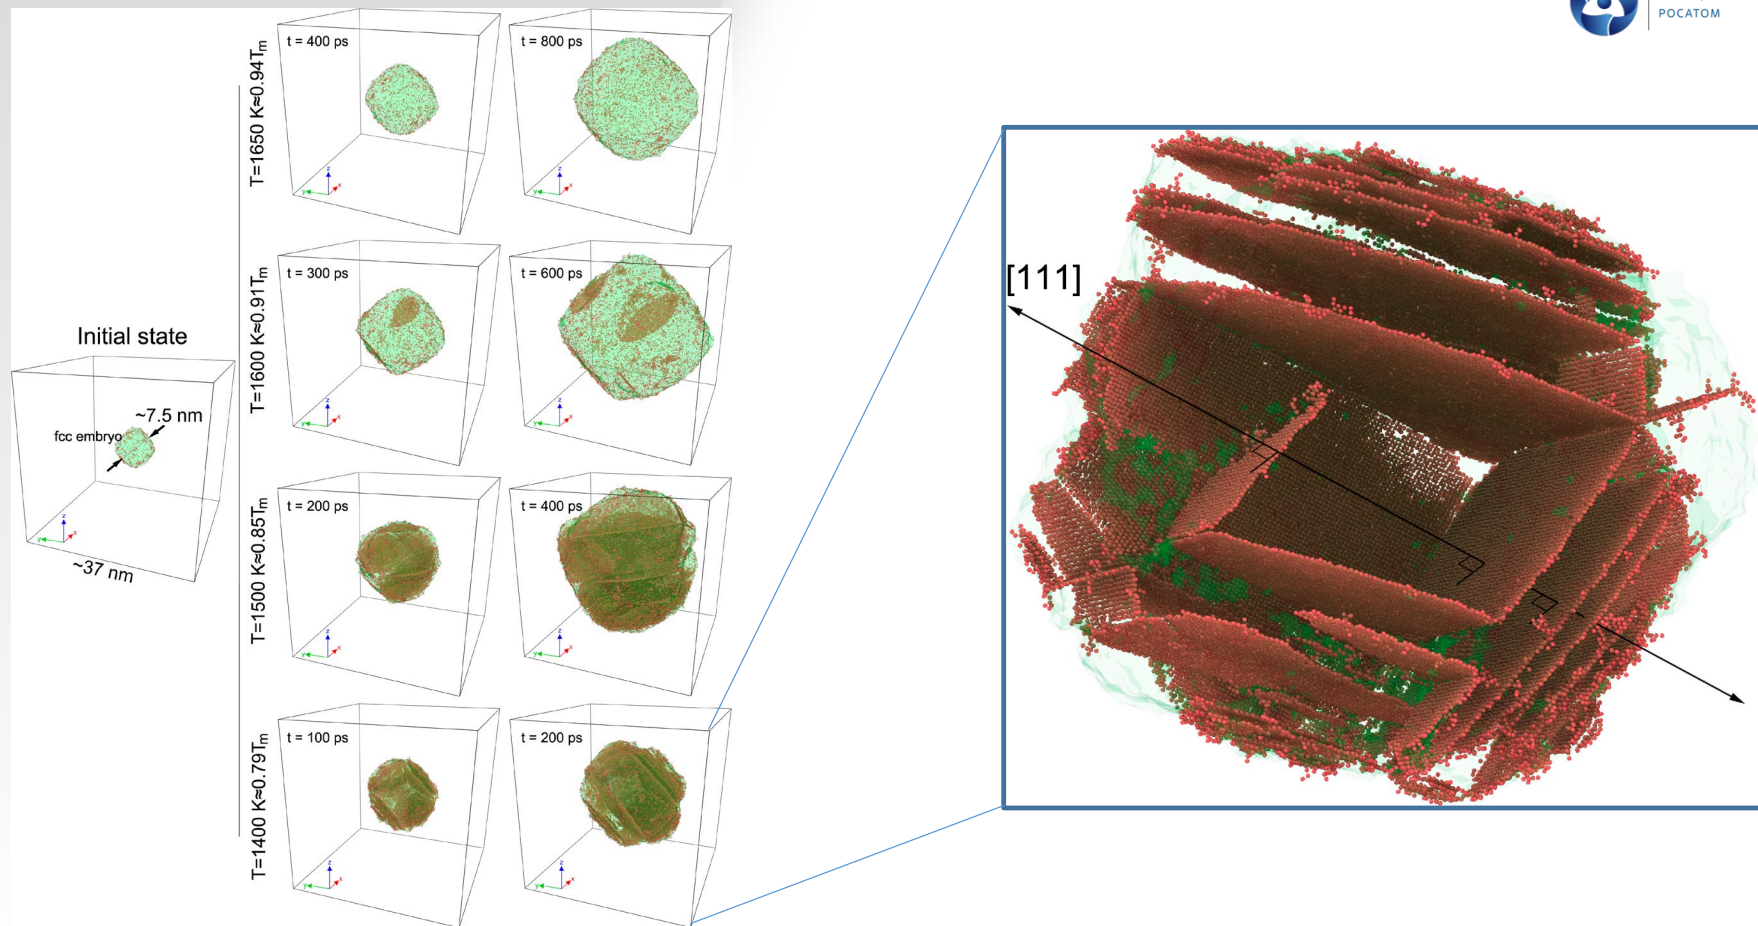 РОСАТОМ
Initial state
~7.5 nm
fcc embryo
z
y
x
~37 nm
T=1650 K≈0.94Tm
t = 400 ps
z
y
x
t = 800 ps
z
y
x
T=1600 K≈0.91Tm
t = 300 ps
z
y
x
t = 600 ps
z
y
x
T=1500 K≈0.85Tm
t = 200 ps
z
y
x
t = 400 ps
z
y
x
T=1400 K≈0.79Tm
t = 100 ps
z
y
x
t = 200 ps
z
y
x
[111]